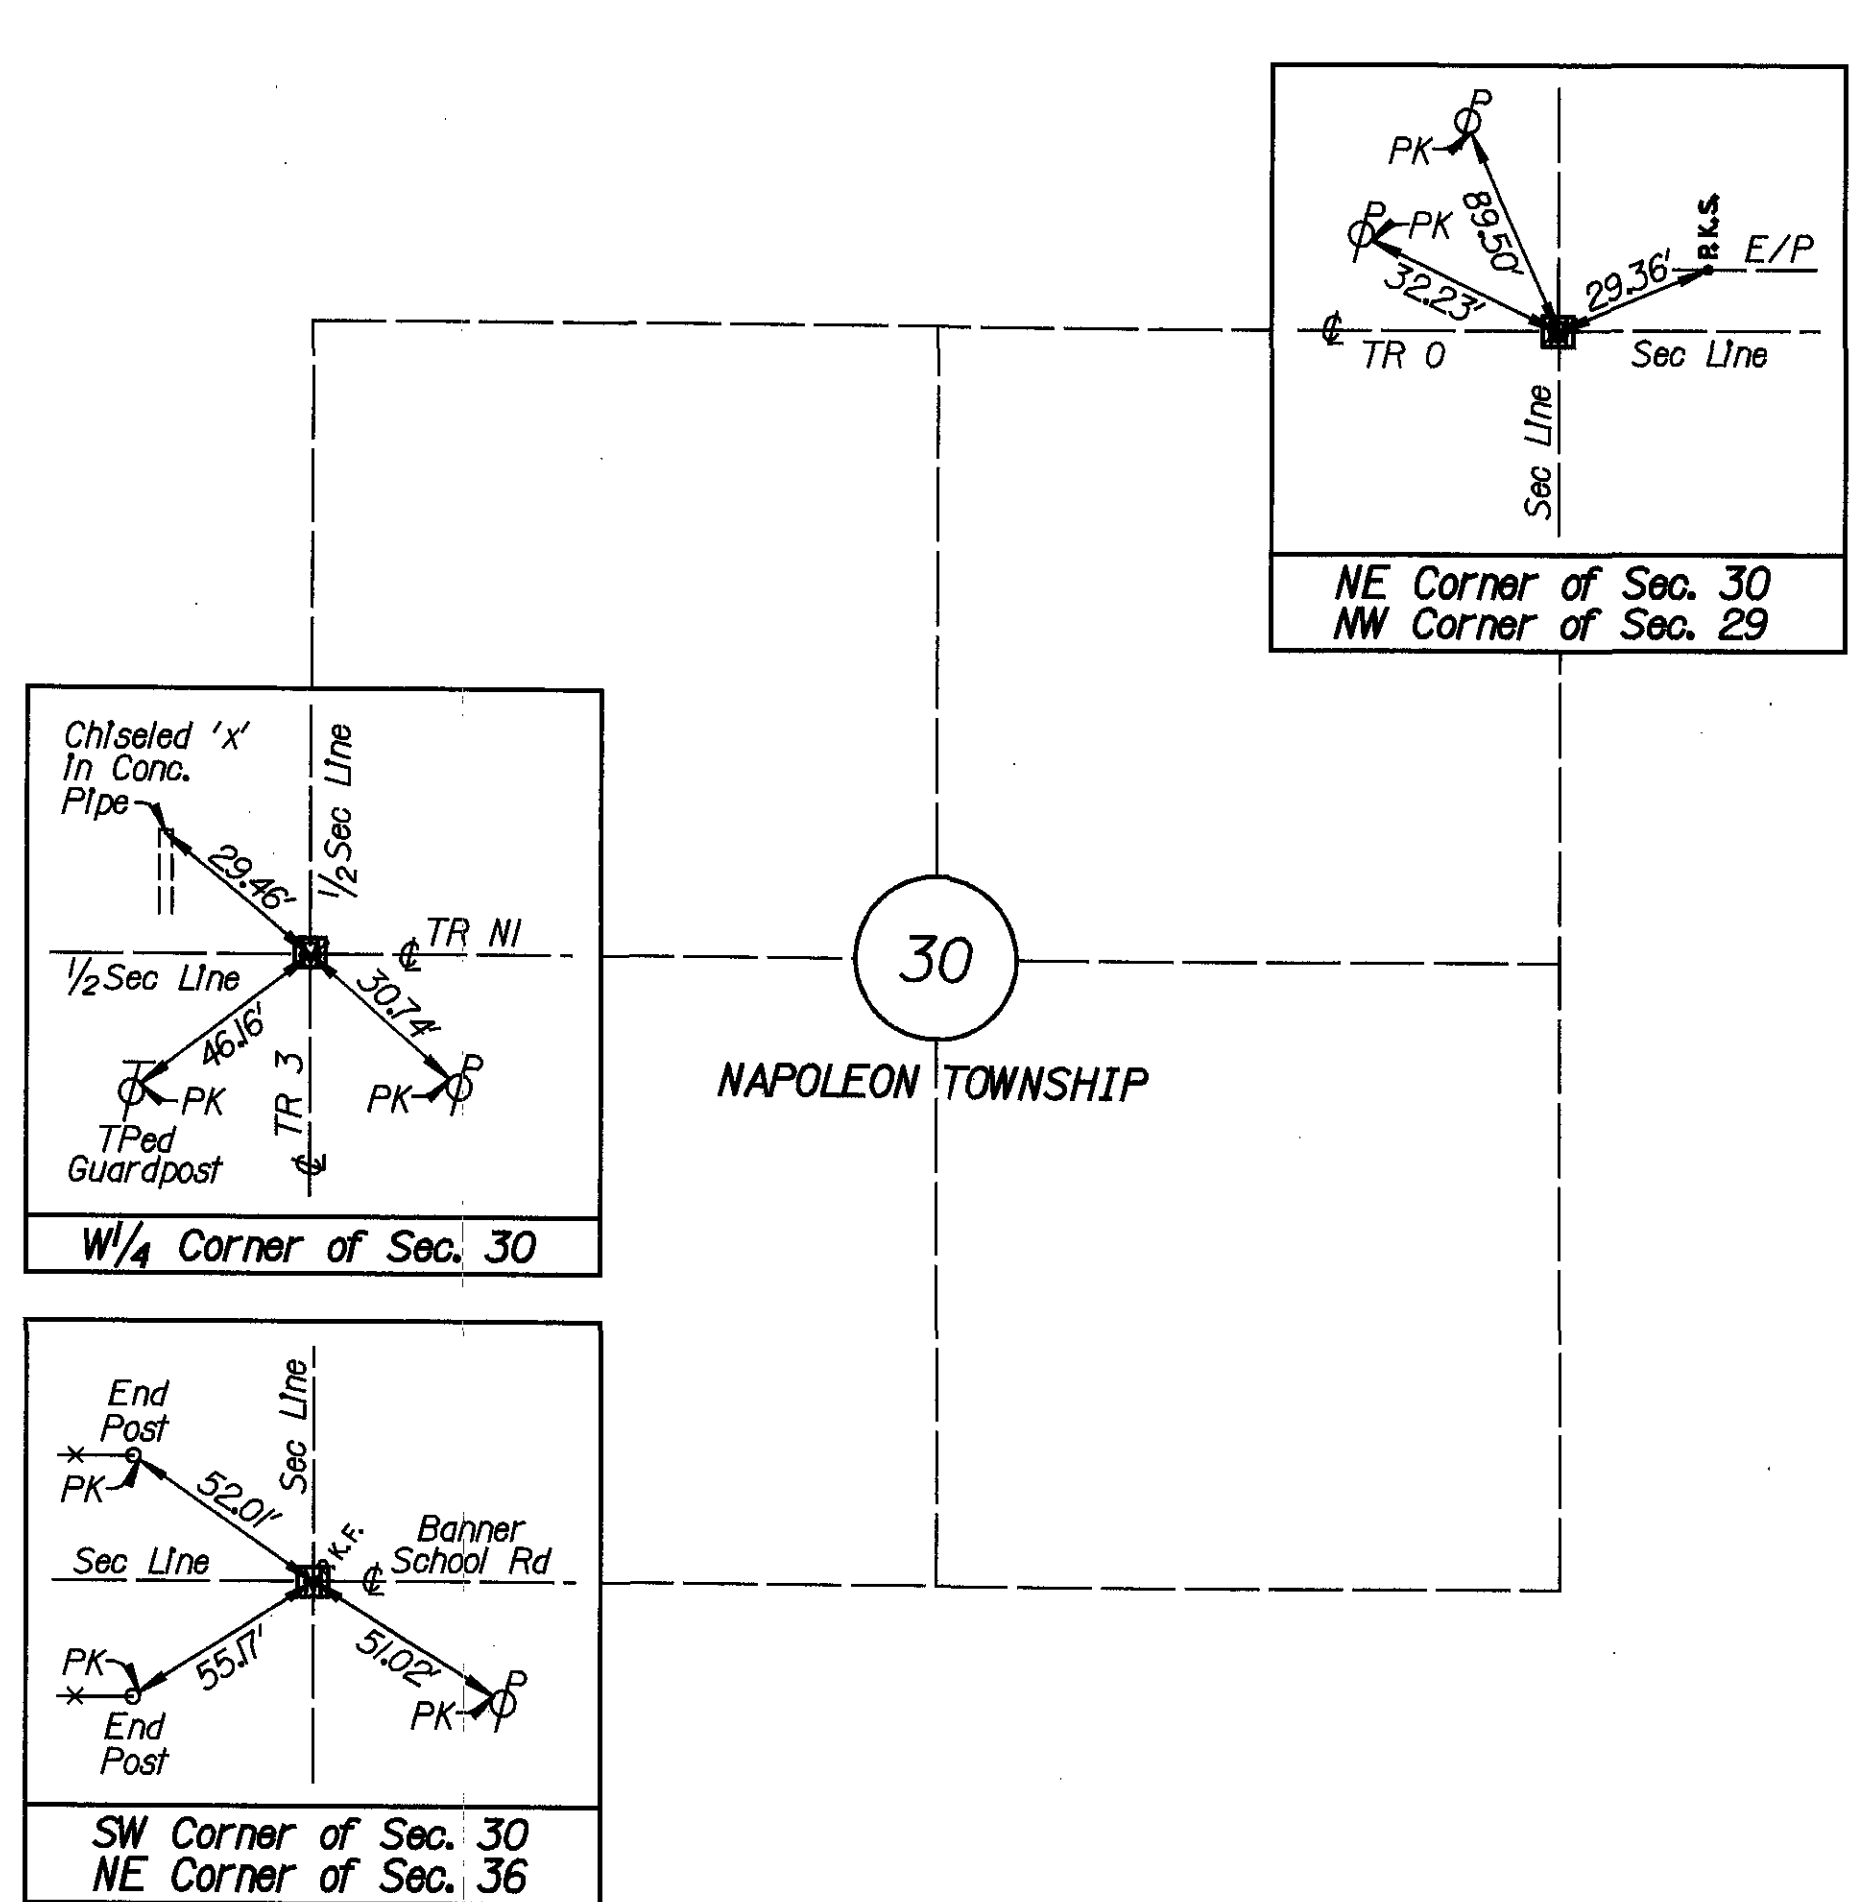 P
PK
P
PK
89.50'
32.23'
29.36'
P.K.S.
E/P
℄
TR O
Sec Line
Sec Line
NE Corner of Sec. 30
NW Corner of Sec. 29
Chiseled 'x'
in Conc.
Pipe
1/2 Sec Line
29.46'
M
℄
TR N1
1/2 Sec Line
46.16'
30.74'
PK
TPed
Guardpost
TR 3
℄
PK
P
W1/4 Corner of Sec. 30
30
NAPOLEON TOWNSHIP
End
Post
PK
Sec Line
52.01'
P.K.F.
Sec Line
M
℄
Banner
School Rd
PK
55.17'
51.02'
End
Post
PK
P
SW Corner of Sec. 30
NE Corner of Sec. 36